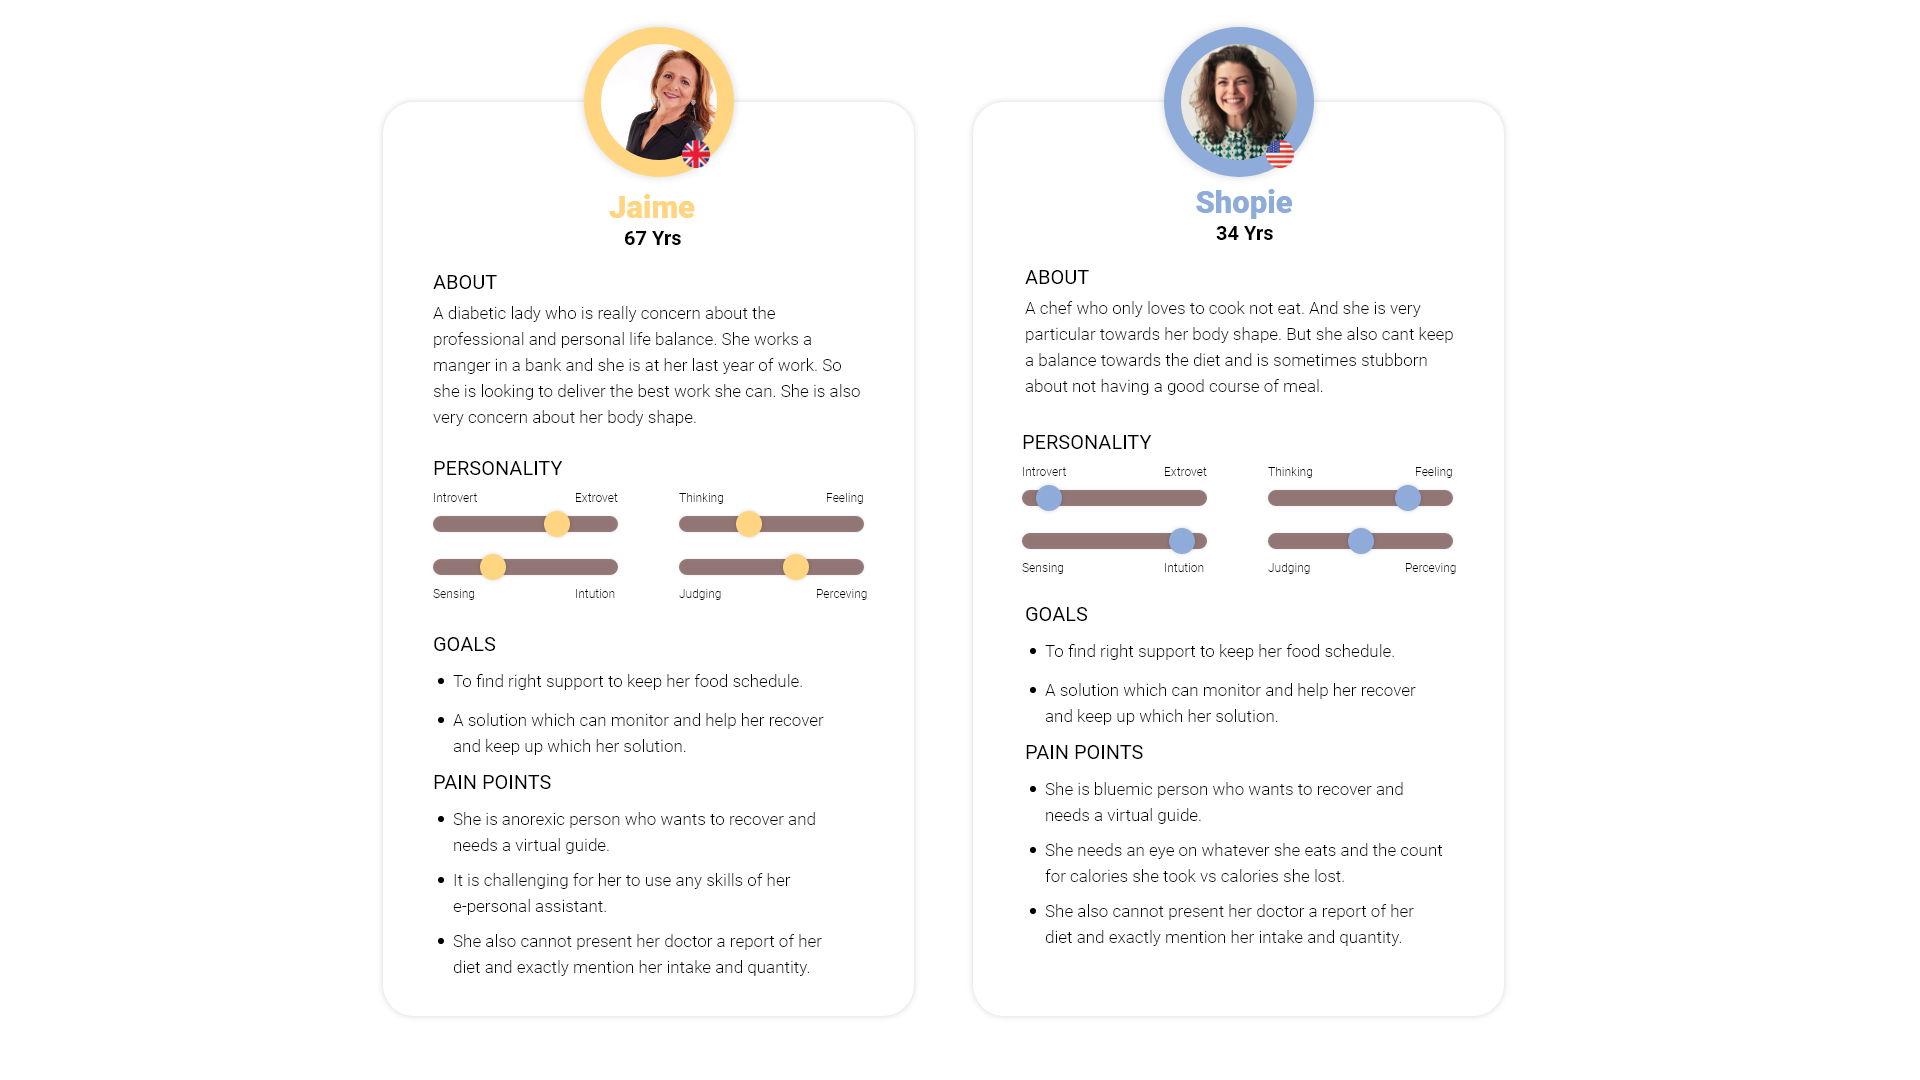 Jaime
67 Yrs
ABOUT
A diabetic lady who is really concern about the
professional and personal life balance. She works a
manger in a bank and she is at her last year of work. So
she is looking to deliver the best work she can. She is also
very concern about her body shape.
PERSONALITY
Introvert Extrovet Thinking Feeling
Sensing Intution Judging Perceving
GOALS
• To find right support to keep her food schedule.
• A solution which can monitor and help her recover
and keep up which her solution.
PAIN POINTS
• She is anorexic person who wants to recover and
needs a virtual guide.
• It is challenging for her to use any skills of her
e-personal assistant.
• She also cannot present her doctor a report of her
diet and exactly mention her intake and quantity.
Shopie
34 Yrs
ABOUT
A chef who only loves to cook not eat. And she is very
particular towards her body shape. But she also cant keep
a balance towards the diet and is sometimes stubborn
about not having a good course of meal.
PERSONALITY
Introvert Extrovet Thinking Feeling
Sensing Intution Judging Perceving
GOALS
• To find right support to keep her food schedule.
• A solution which can monitor and help her recover
and keep up which her solution.
PAIN POINTS
• She is bluemic person who wants to recover and
needs a virtual guide.
• She needs an eye on whatever she eats and the count
for calories she took vs calories she lost.
• She also cannot present her doctor a report of her
diet and exactly mention her intake and quantity.